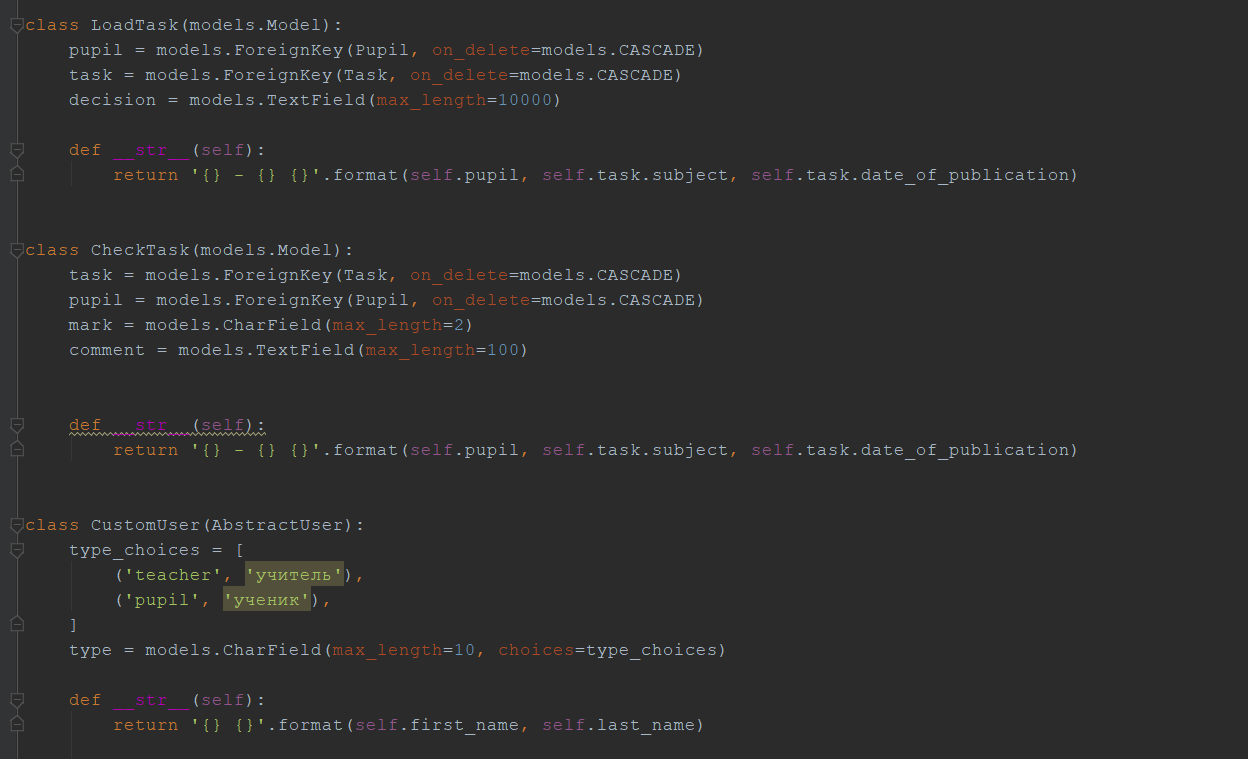 class LoadTask(models.Model):
    pupil = models.ForeignKey(Pupil, on_delete=models.CASCADE)
    task = models.ForeignKey(Task, on_delete=models.CASCADE)
    decision = models.TextField(max_length=10000)

    def __str__(self):
        return '{} - {} {}'.format(self.pupil, self.task.subject, self.task.date_of_publication)


class CheckTask(models.Model):
    task = models.ForeignKey(Task, on_delete=models.CASCADE)
    pupil = models.ForeignKey(Pupil, on_delete=models.CASCADE)
    mark = models.CharField(max_length=2)
    comment = models.TextField(max_length=100)


    def __str__(self):
        return '{} - {} {}'.format(self.pupil, self.task.subject, self.task.date_of_publication)


class CustomUser(AbstractUser):
    type_choices = [
        ('teacher', 'учитель'),
        ('pupil', 'ученик'),
    ]
    type = models.CharField(max_length=10, choices=type_choices)

    def __str__(self):
        return '{} {}'.format(self.first_name, self.last_name)